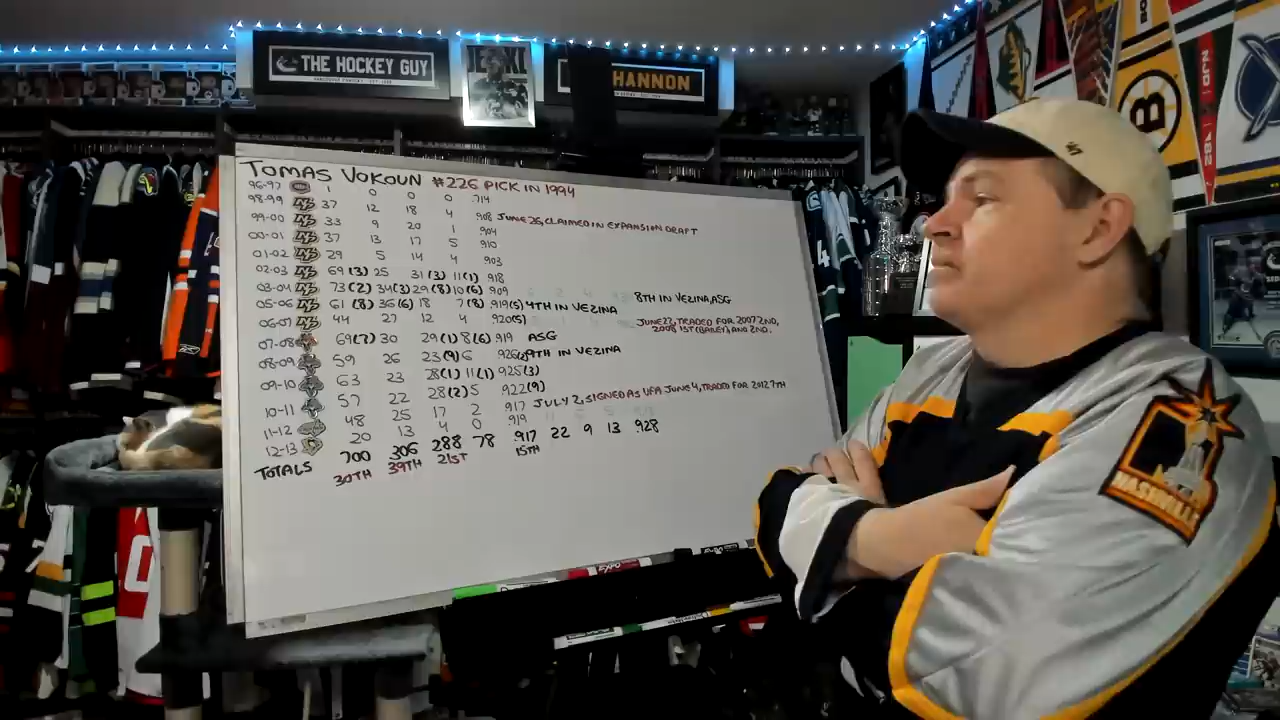 THE HOCKEY GUY
HANNON
TOMAS VOKOUN #226 PICK IN 1994
96-97 1 0 0 0 .714
98-99 37 12 18 4 .908 JUNE 26, CLAIMED IN EXPANSION DRAFT
99-00 33 9 20 1 .904
00-01 37 13 17 5 .910
01-02 29 5 14 4 .903
02-03 69(3) 25 31(3) 11(1) .918
03-04 73(2) 34(3) 29(8) 10(6) .909 8TH IN VEZINA, ASG
05-06 61(8) 36(6) 18 7(8) .919(5) 4TH IN VEZINA
06-07 44 27 12 4 .920(5) JUNE 22, TRADED FOR 2007 2ND,
2008 1ST (BAILEY), AND 2ND.
07-08 69(7) 30 29(1) 8(6) .919 ASG
08-09 59 26 23(9) 6 9TH IN VEZINA
09-10 63 23 28(1) 11(1) .925(3)
10-11 57 22 28(2) 5 .922(9)
11-12 48 25 17 2 .917 JULY 2, SIGNED AS UFA JUNE 4, TRADED FOR 2012 7TH
12-13 20 13 4 0 .919
TOTALS 700 306 288 78 .917 22 9 13 .928
30TH 39TH 21ST 15TH
EXPO
NASHVILLE
NJD
B
47